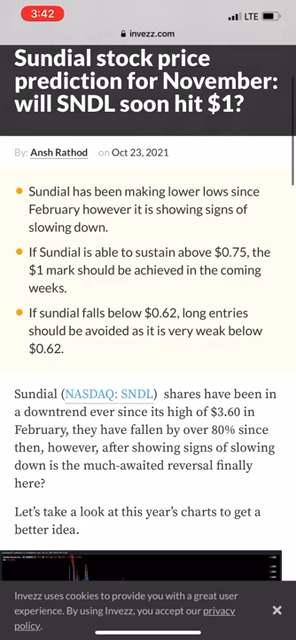 3:42
LTE
invezz.com
Sundial stock price
prediction for November:
will SNDL soon hit $1?
By: Ansh Rathod on Oct 23, 2021
Sundial has been making lower lows since
February however it is showing signs of
slowing down.
If Sundial is able to sustain above $0.75, the
$1 mark should be achieved in the coming
weeks.
If sundial falls below $0.62, long entries
should be avoided as it is very weak below
$0.62.
Sundial (NASDAQ: SNDL) shares have been in
a downtrend ever since its high of $3.60 in
February, they have fallen by over 80% since
then, however, after showing signs of slowing
down is the much-awaited reversal finally
here?
Let's take a look at this year's charts to get a
better idea.
Invezz uses cookies to provide you with a great user
experience. By using Invezz, you accept our privacy
policy.